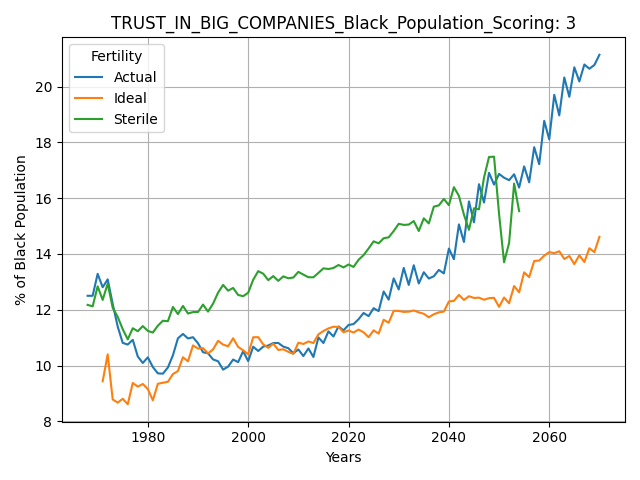 TRUST_IN_BIG_COMPANIES_Black_Population_Scoring: 3
Fertility
Actual
Ideal
Sterile
% of Black Population
20
18
16
14
12
10
8
1980 2000 2020 2040 2060
Years